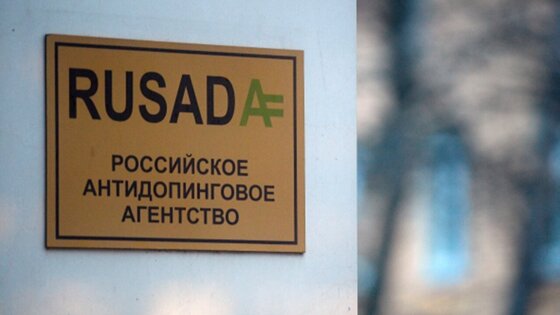 RUSADA
РОССИЙСКОЕ
АНТИДОПИНГОВОЕ
АГЕНТСТВО